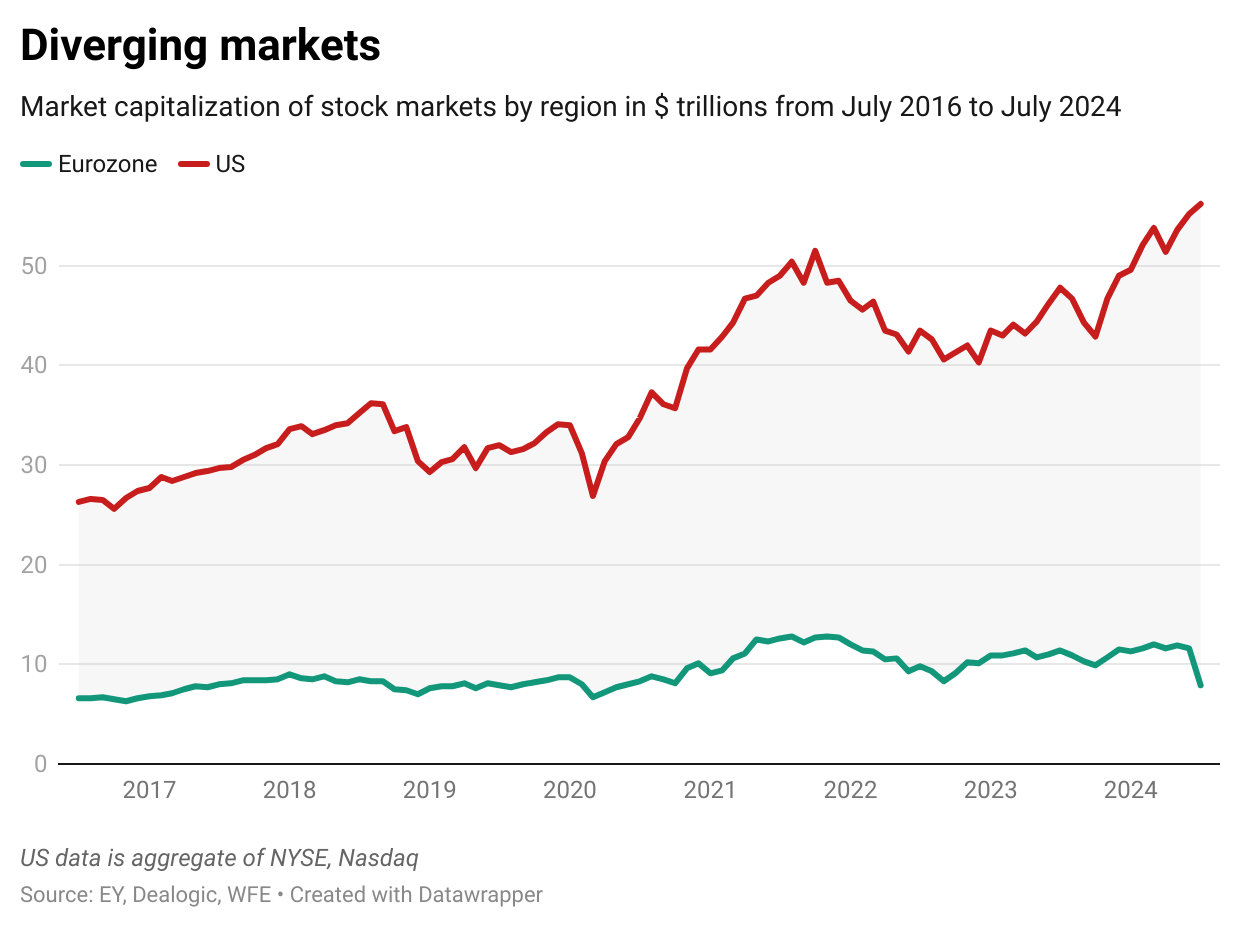 Diverging markets
Market capitalization of stock markets by region in $ trillions from July 2016 to July 2024
Eurozone US
50
40
30
20
10
0
2017 2018 2019 2020 2021 2022 2023 2024
US data is aggregate of NYSE, Nasdaq
Source: EY, Dealogic, WFE • Created with Datawrapper